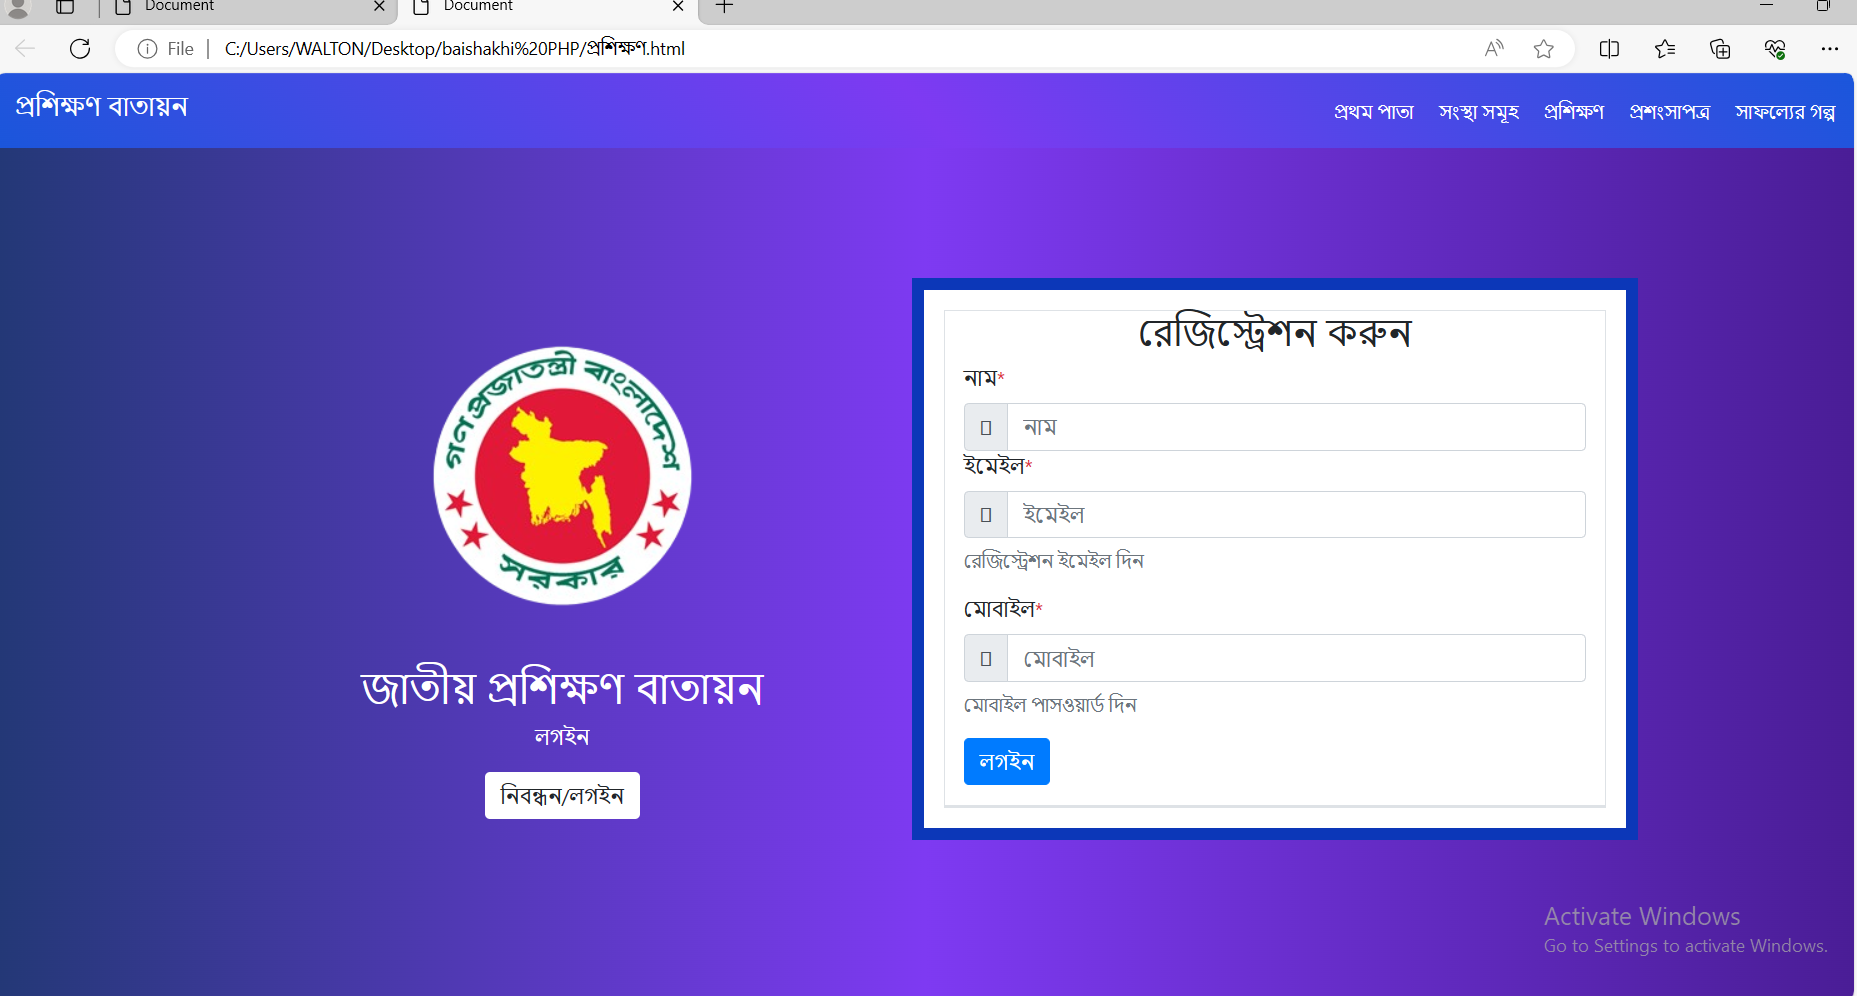 Document
Document
File | C:/Users/WALTON/Desktop/baishakhi%20PHP/প্রশিক্ষণ.html
প্রশিক্ষণ বাতায়ন
প্রথম পাতা সংস্থা সমূহ প্রশিক্ষণ প্রশংসাপত্র সাফল্যের গল্প
গণপ্রজাতন্ত্রী বাংলাদেশ
সরকার
জাতীয় প্রশিক্ষণ বাতায়ন
লগইন
নিবন্ধন/লগইন
রেজিস্ট্রেশন করুন
নাম*
নাম
ইমেইল*
ইমেইল
রেজিস্ট্রেশন ইমেইল দিন
মোবাইল*
মোবাইল
মোবাইল পাসওয়ার্ড দিন
লগইন
Activate Windows
Go to Settings to activate Windows.